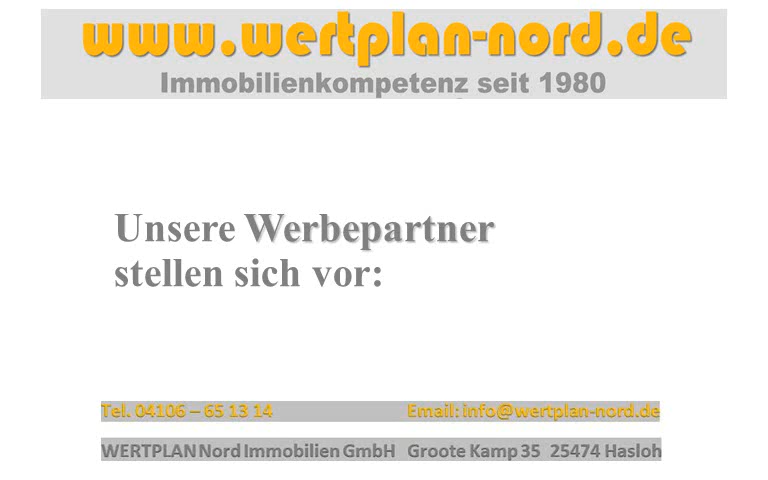 www.wertplan-nord.de
Immobilienkompetenz seit 1980
Unsere Werbepartner
stellen sich vor:
Tel. 04106 – 65 13 14 Email: info@wertplan-nord.de
WERTPLAN Nord Immobilien GmbH Groote Kamp 35 25474 Hasloh